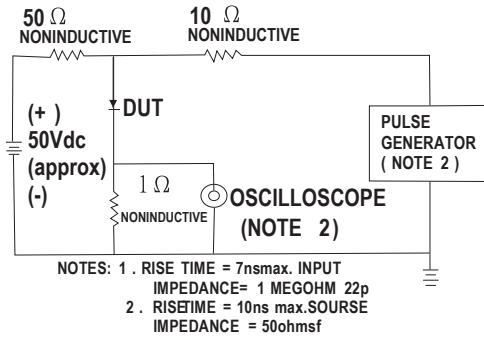 50 Ω
NONINDUCTIVE
10 Ω
NONINDUCTIVE
(+ )
50Vdc
(approx)
(-)
DUT
1 Ω
NONINDUCTIVE
OSCILLOSCOPE
(NOTE 2)
PULSE
GENERATOR
( NOTE 2 )
NOTES: 1 . RISE TIME = 7nsmax. INPUT
IMPEDANCE= 1 MEGOHM 22p
2 . RISETIME = 10ns max.SOURSE
IMPEDANCE = 50ohmsf